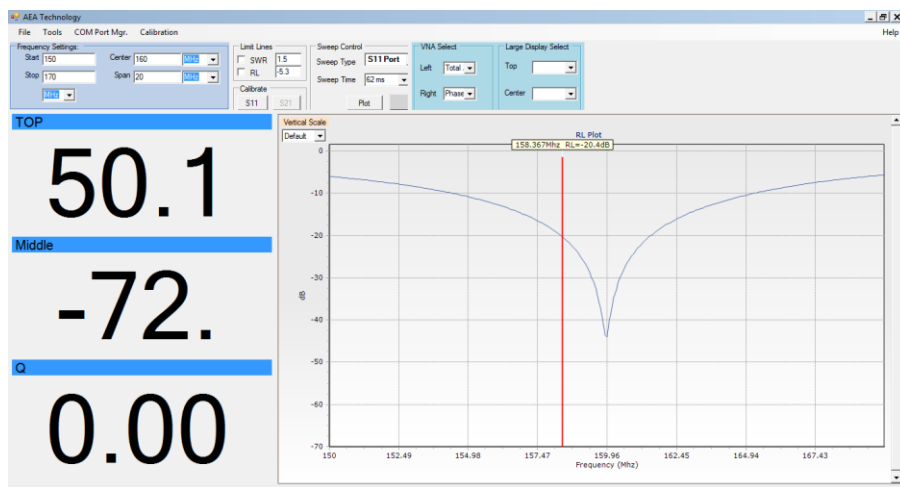 AEA Technology
File Tools COM Port Mgr. Calibration Help
Frequency Settings:
Start 150 Center 160 MHz
Stop 170 Span 20 MHz
MHz
Limit Lines
SWR 1.5
RL -5.3
Calibrate
S11 S21
Sweep Control
Sweep Type S11 Port
Sweep Time 62 ms
Plot
VNA Select
Left Total .
Right Phase
Large Display Select
Top
Center
TOP
50.1
Middle
-72.
Q
0.00
Vertical Scale
Default
RL Plot
158.367Mhz RL=-20.4dB
0
-10
-20
-30
-40
-50
-60
-70
dB
150 152.49 154.98 157.47 159.96 162.45 164.94 167.43
Frequency (Mhz)